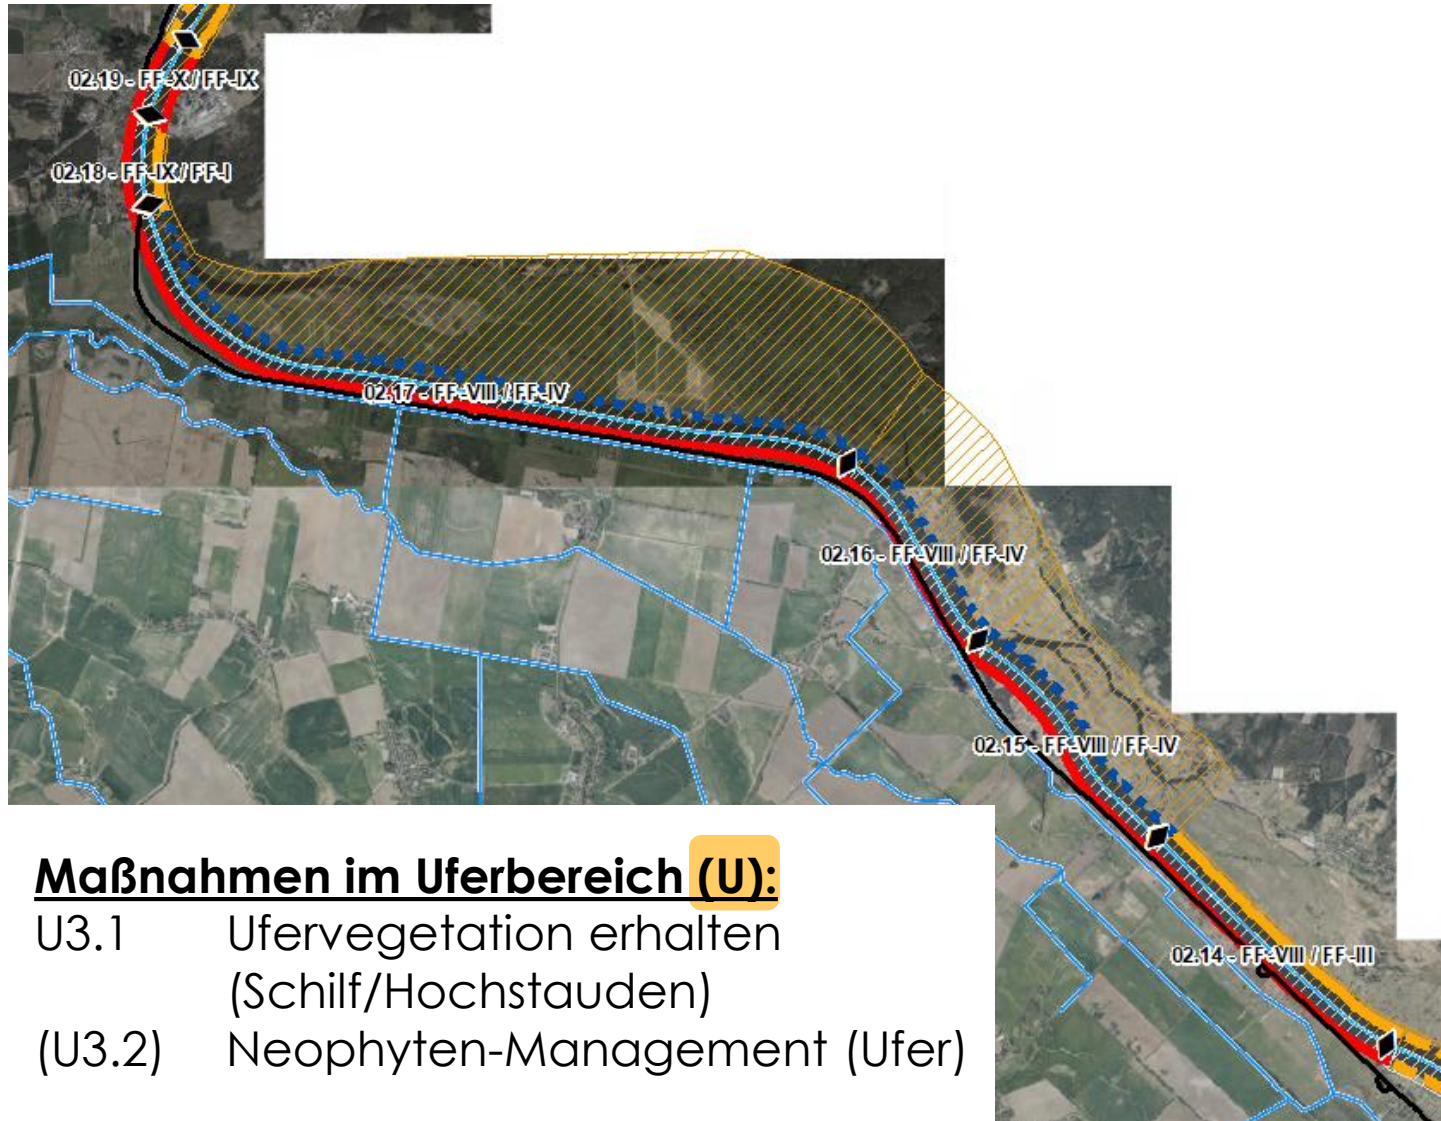 02.19 - FF-X / FF-IX
02.18 - FF-IX / FF-I
02.17 - FF-VIII / FF-IV
02.16 - FF-VIII / FF-IV
02.15 - FF-VIII / FF-IV
02.14 - FF-VIII / FF-III
Maßnahmen im Uferbereich (U):
U3.1 Ufervegetation erhalten
(Schilf/Hochstauden)
(U3.2) Neophyten-Management (Ufer)